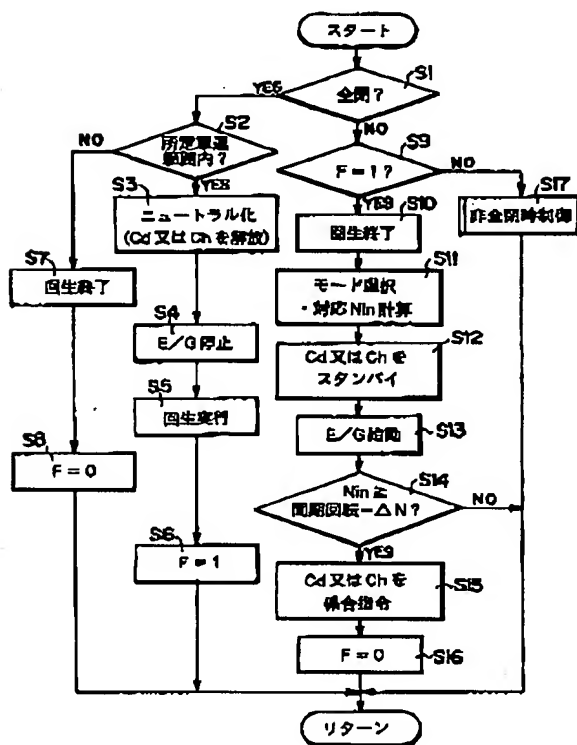 スタート
S1
全閉?
YES
NO
S2
所定車速
範囲内?
NO
YES
S9
F=1?
NO
YES
S3
ニュートラル化
(Cd又はChを解放)
S10
回生終了
S17
非全閉時制御
S7
回生終了
S11
モード選択
・対応Nin計算
S4
E/G停止
S12
Cd又はChを
スタンバイ
S5
回生実行
S13
E/G始動
S8
F=0
S14
Nin≧
同期回転-△N?
NO
YES
S6
F=1
S15
Cd又はChを
係合指令
S16
F=0
リターン